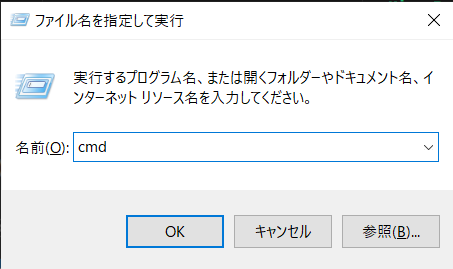 ファイル名を指定して実行
実行するプログラム名、または開くフォルダーやドキュメント名、イ
ンターネット リソース名を入力してください。
名前(O): cmd
OK キャンセル 参照(B)...